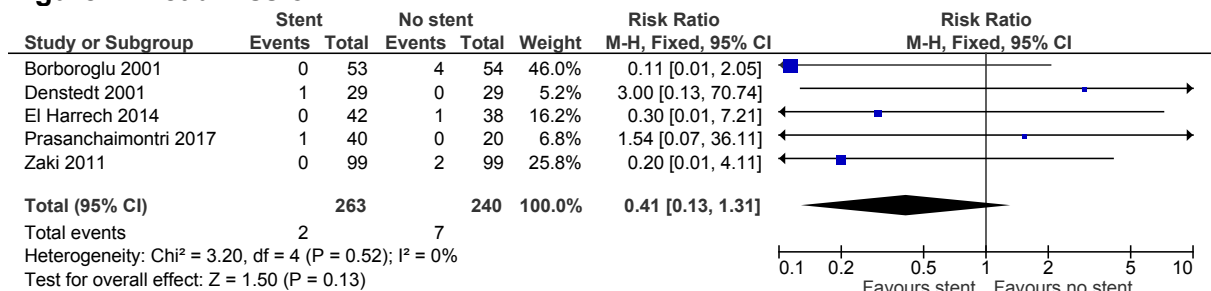 Stent No stent Risk Ratio Risk Ratio
Study or Subgroup Events Total Events Total Weight M-H, Fixed, 95% CI M-H, Fixed, 95% CI
Borboroglu 2001 0 53 4 54 46.0% 0.11 [0.01, 2.05]
Denstedt 2001 1 29 0 29 5.2% 3.00 [0.13, 70.74]
El Harrech 2014 0 42 1 38 16.2% 0.30 [0.01, 7.21]
Prasanchaimontri 2017 1 40 0 20 6.8% 1.54 [0.07, 36.11]
Zaki 2011 0 99 2 99 25.8% 0.20 [0.01, 4.11]
Total (95% CI) 263 240 100.0% 0.41 [0.13, 1.31]
Total events 2 7
Heterogeneity: Chi² = 3.20, df = 4 (P = 0.52); I² = 0%
Test for overall effect: Z = 1.50 (P = 0.13)
0.1 0.2 0.5 1 2 5 10
Favours stent Favours no stent